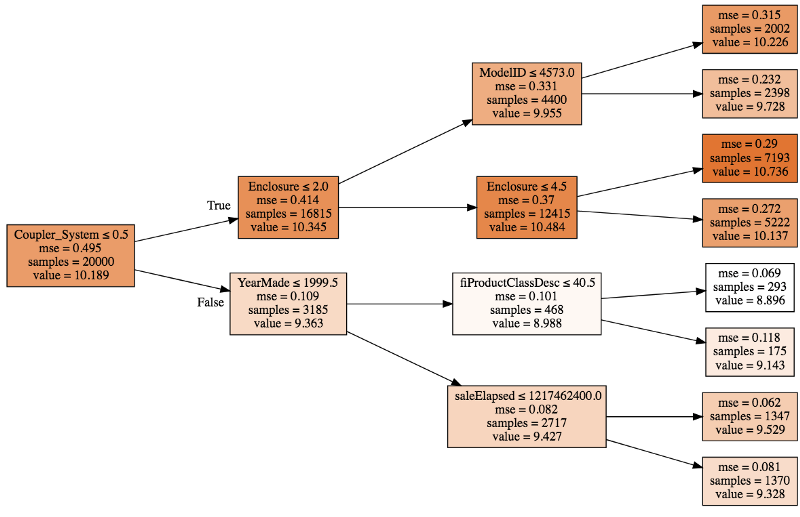 Coupler_System ≤ 0.5
mse = 0.495
samples = 20000
value = 10.189
True
False
Enclosure ≤ 2.0
mse = 0.414
samples = 16815
value = 10.345
YearMade ≤ 1999.5
mse = 0.109
samples = 3185
value = 9.363
ModelID ≤ 4573.0
mse = 0.331
samples = 4400
value = 9.955
Enclosure ≤ 4.5
mse = 0.37
samples = 12415
value = 10.484
fiProductClassDesc ≤ 40.5
mse = 0.101
samples = 468
value = 8.988
saleElapsed ≤ 1217462400.0
mse = 0.082
samples = 2717
value = 9.427
mse = 0.315
samples = 2002
value = 10.226
mse = 0.232
samples = 2398
value = 9.728
mse = 0.29
samples = 7193
value = 10.736
mse = 0.272
samples = 5222
value = 10.137
mse = 0.069
samples = 293
value = 8.896
mse = 0.118
samples = 175
value = 9.143
mse = 0.062
samples = 1347
value = 9.529
mse = 0.081
samples = 1370
value = 9.328